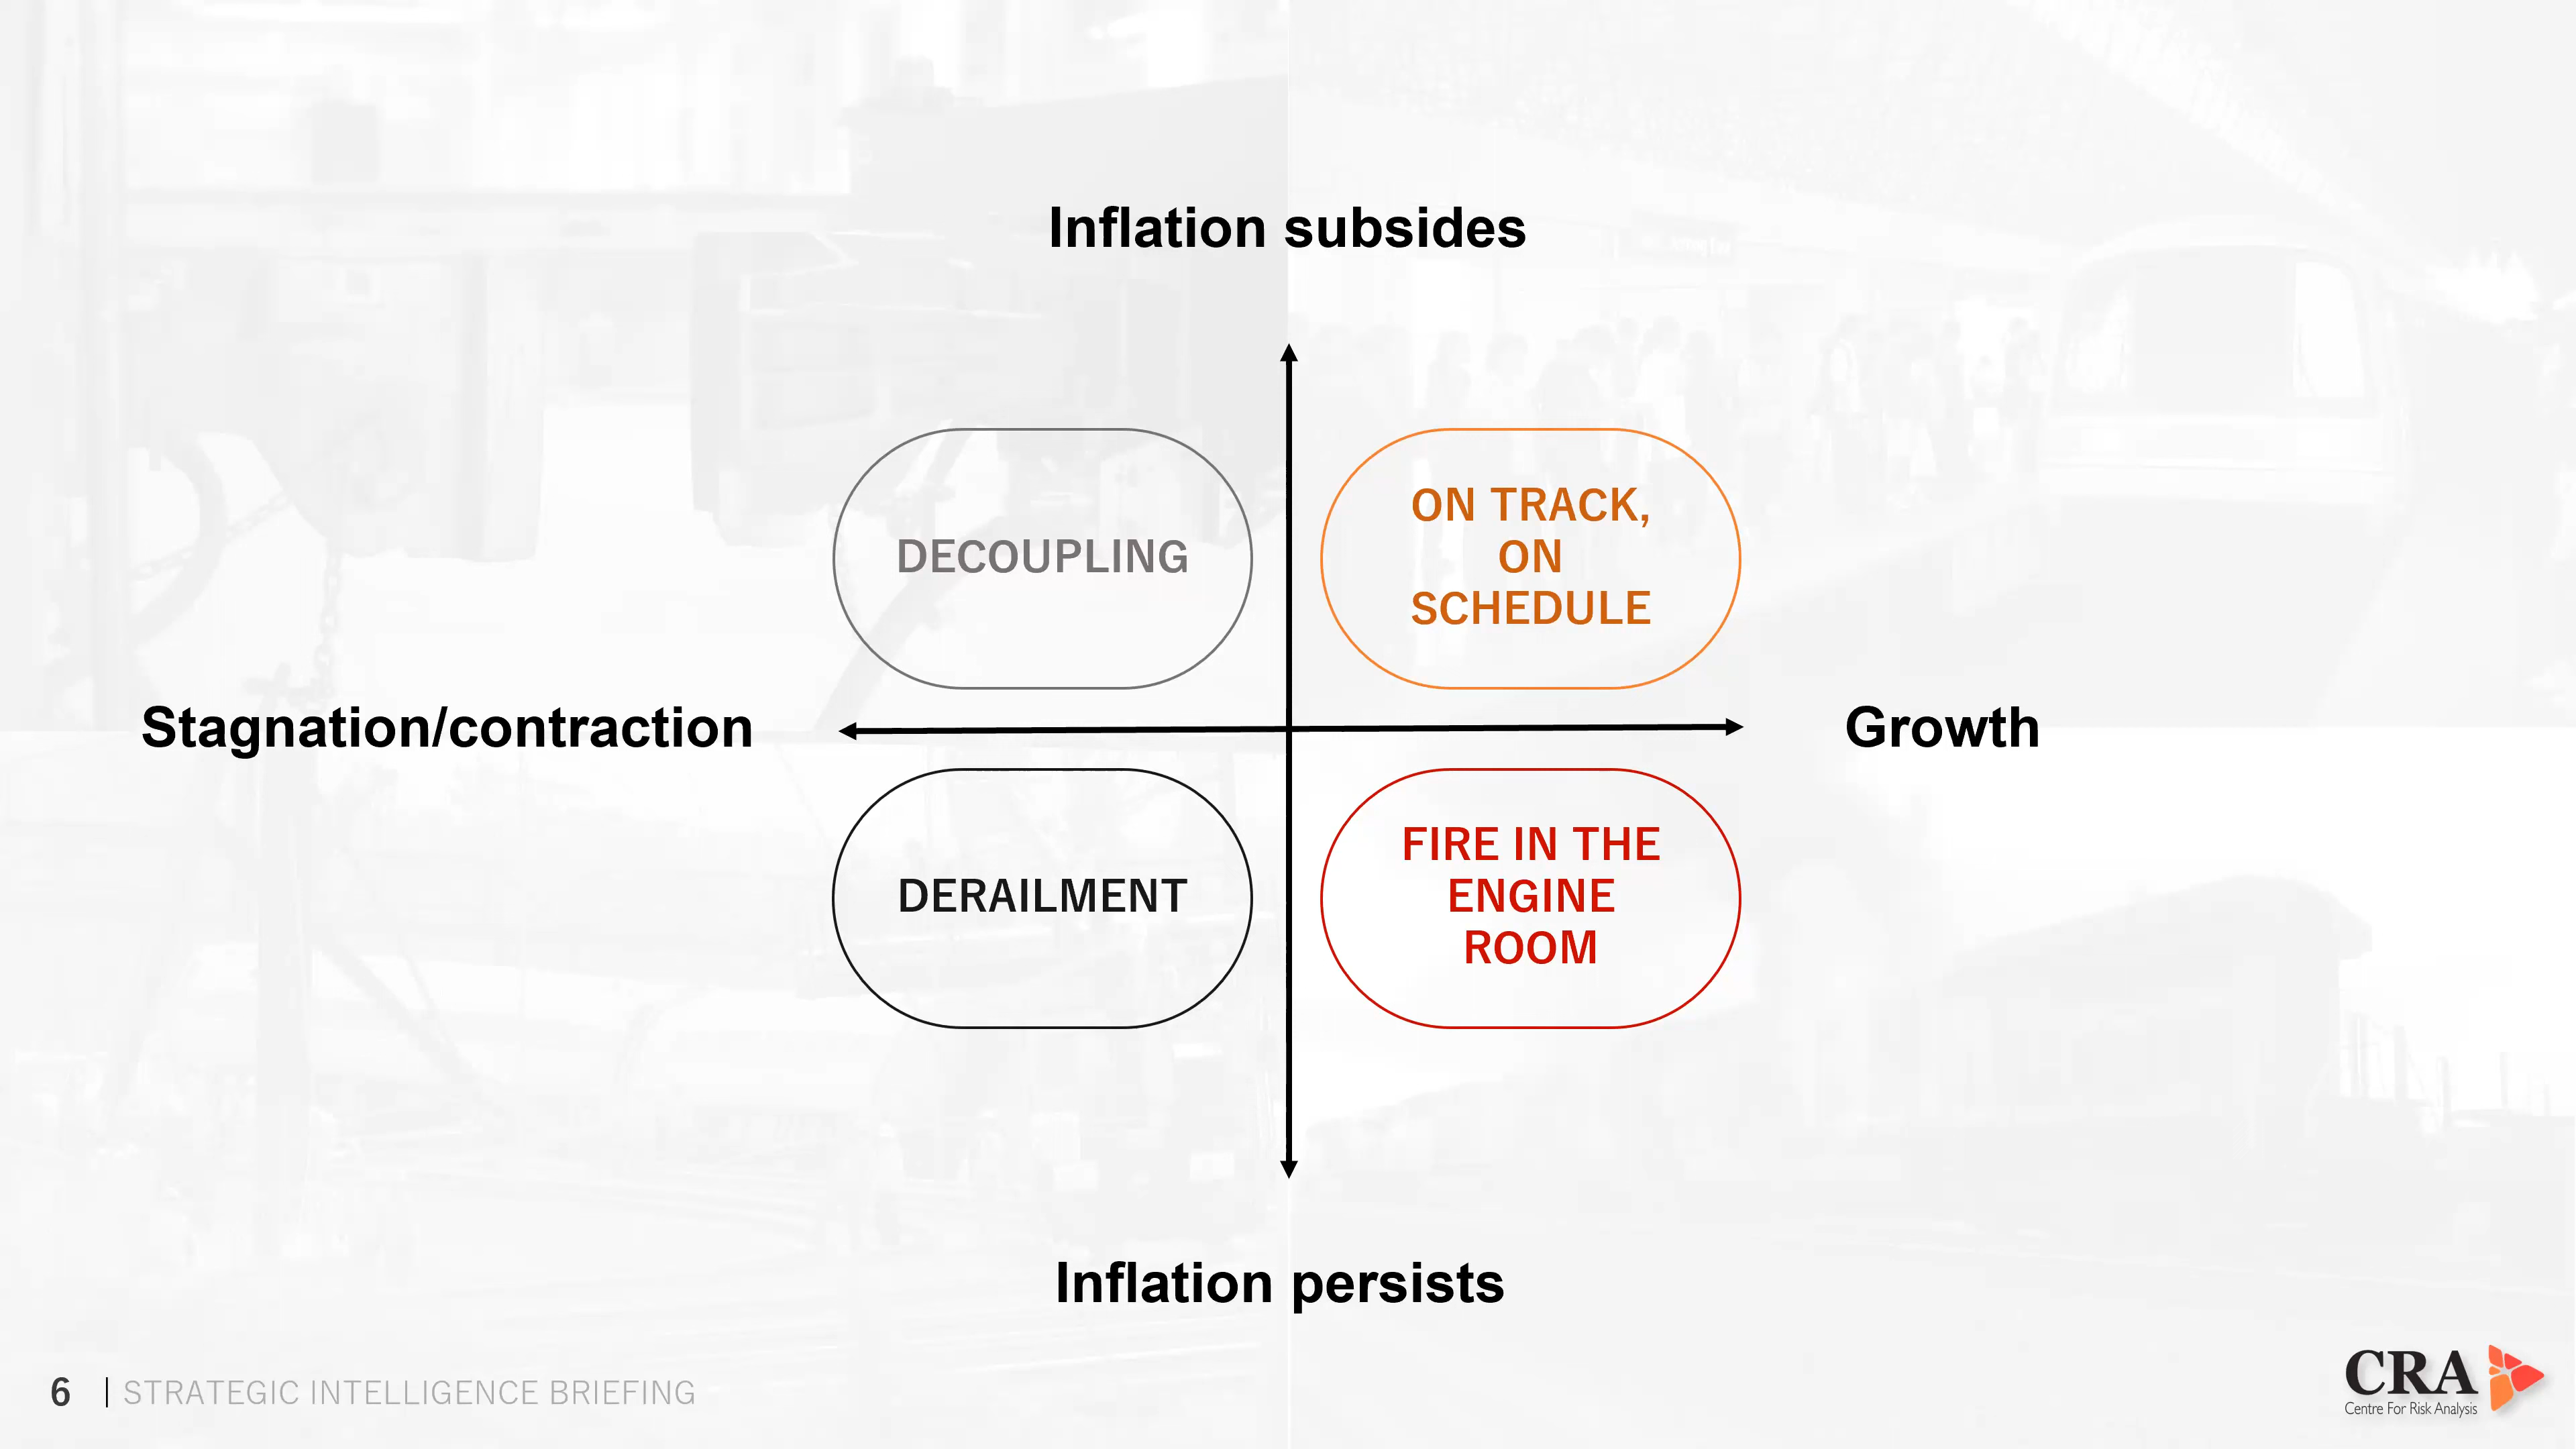 Inflation subsides
DECOUPLING
ON TRACK,
ON
SCHEDULE
Stagnation/contraction
Growth
DERAILMENT
FIRE IN THE
ENGINE
ROOM
Inflation persists
6 | STRATEGIC INTELLIGENCE BRIEFING
CRA
Centre For Risk Analysis